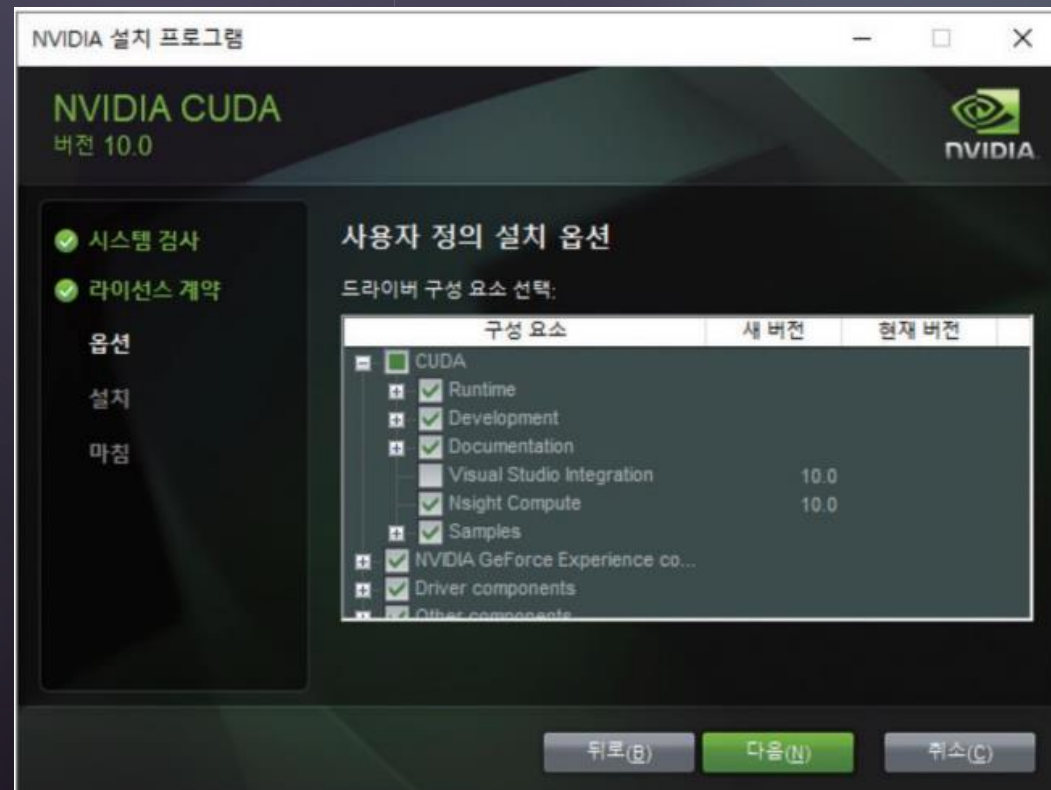 NVIDIA 설치 프로그램
NVIDIA CUDA
버전 10.0
NVIDIA.
시스템 검사
라이선스 계약
옵션
설치
마침
사용자 정의 설치 옵션
드라이버 구성 요소 선택:
구성 요소 새 버전 현재 버전
CUDA
Runtime
Development
Documentation
Visual Studio Integration 10.0
Nsight Compute 10.0
Samples
NVIDIA GeForce Experience co...
Driver components
Other components
뒤로(B) 다음(N) 취소(C)